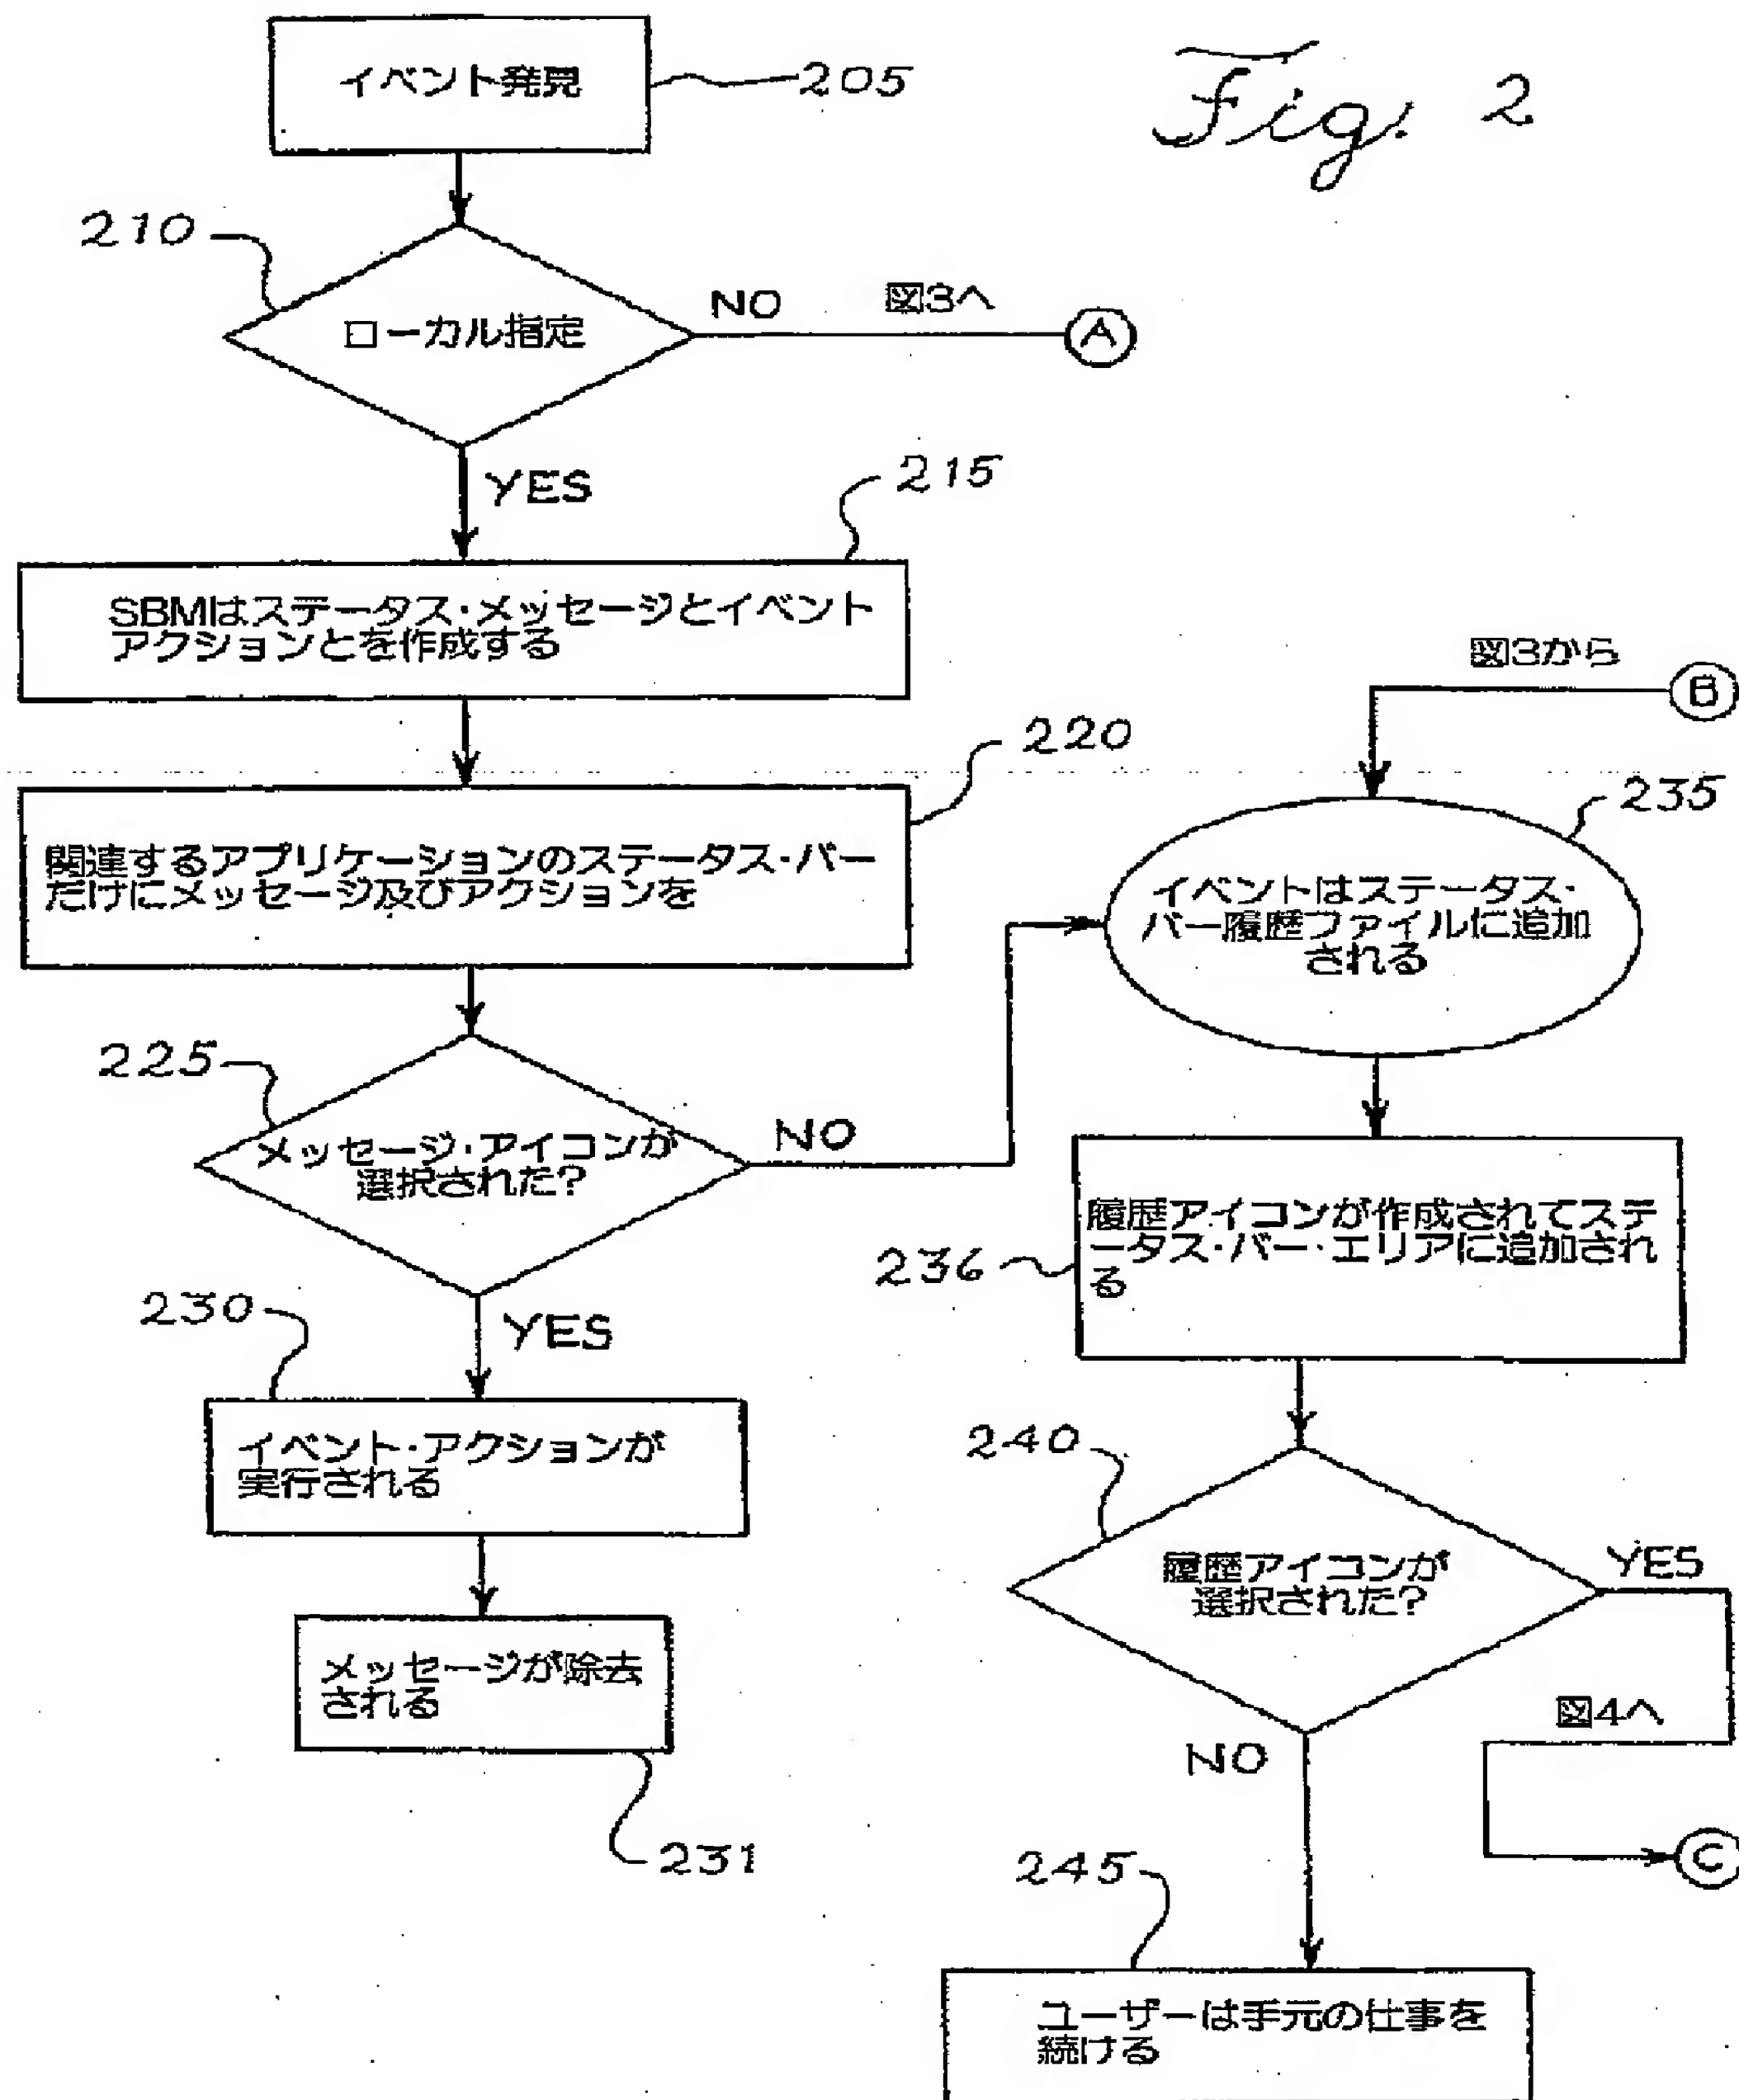 Fig. 2
イベント発見
205
210
ローカル指定
NO
図3へ
A
YES
215
SBMIはステータス・メッセージとイベント
アクションとを作成する
220
関連するアプリケーションのステータス・バー
だけにメッセージ及びアクションを
225
メッセージ・アイコンが
選択された?
NO
YES
230
イベント・アクションが
実行される
メッセージが除去
される
231
図3から
B
235
イベントはステータス・
バー履歴ファイルに追加
される
236
履歴アイコンが作成されてステ
ータス・バー・エリアに追加され
る
240
履歴アイコンが
選択された?
YES
図4へ
C
NO
245
ユーザーは手元の仕事を
続ける